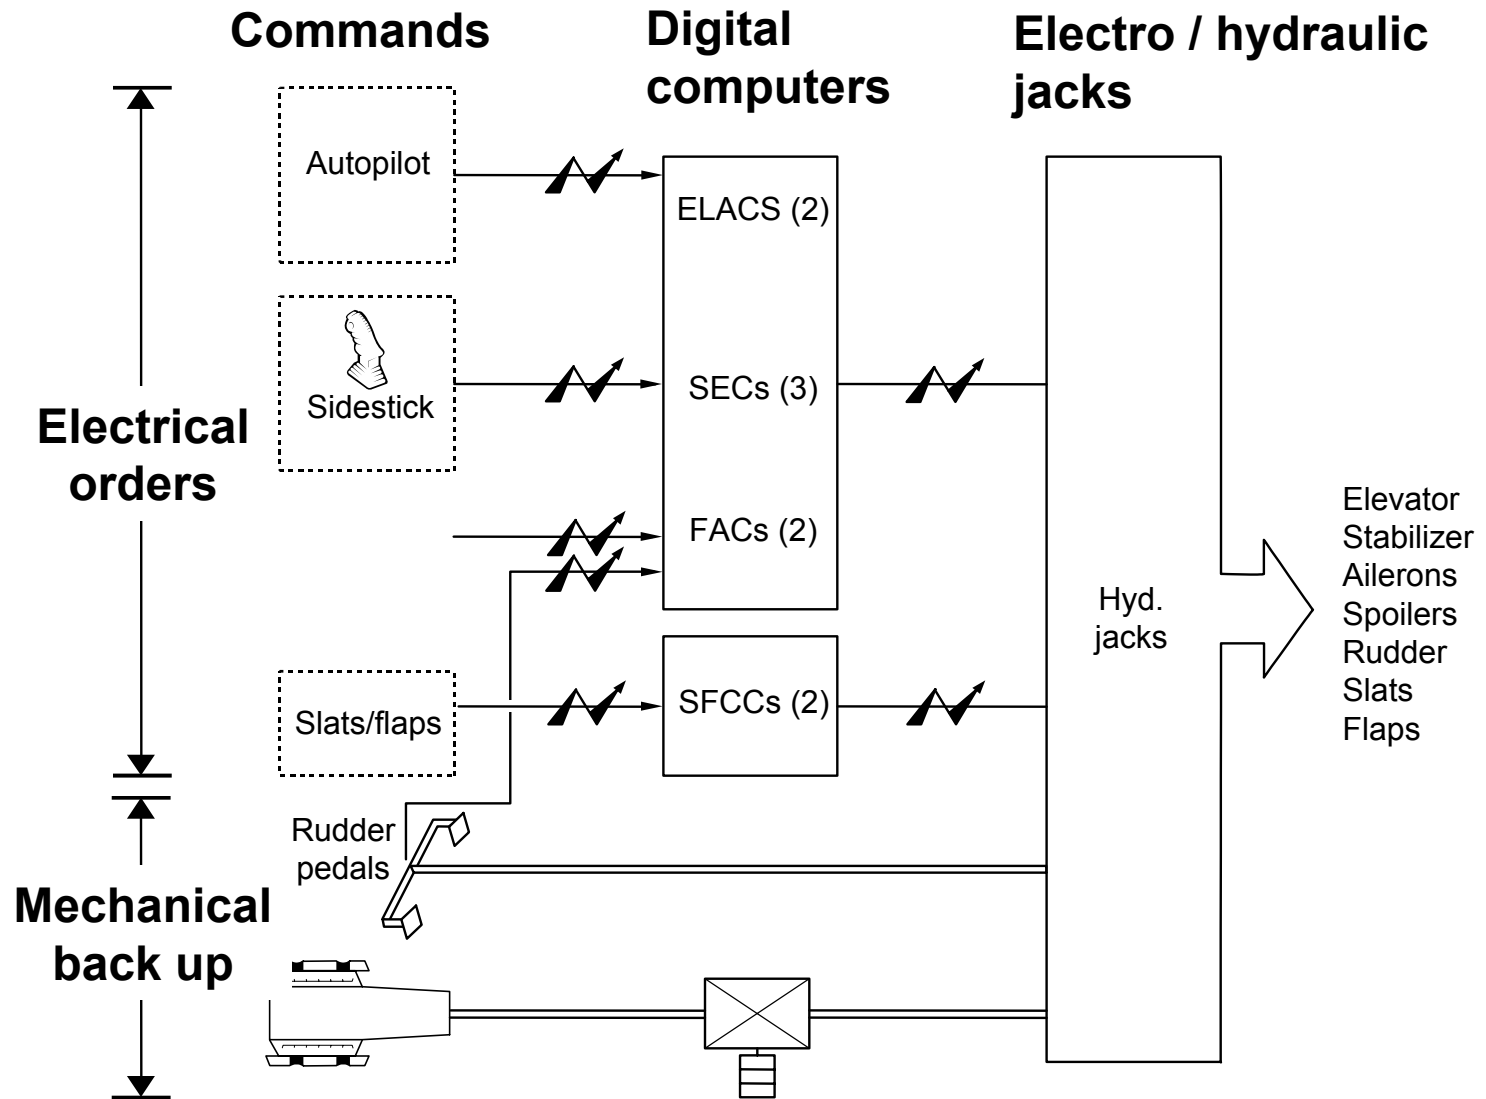 Commands
Digital
computers
Electro / hydraulic
jacks
Autopilot
ELACS (2)
Sidestick
SECs (3)
Electrical
orders
FACs (2)
Hyd.
jacks
Elevator
Stabilizer
Ailerons
Spoilers
Rudder
Slats
Flaps
Slats/flaps
SFCCs (2)
Rudder
pedals
Mechanical
back up